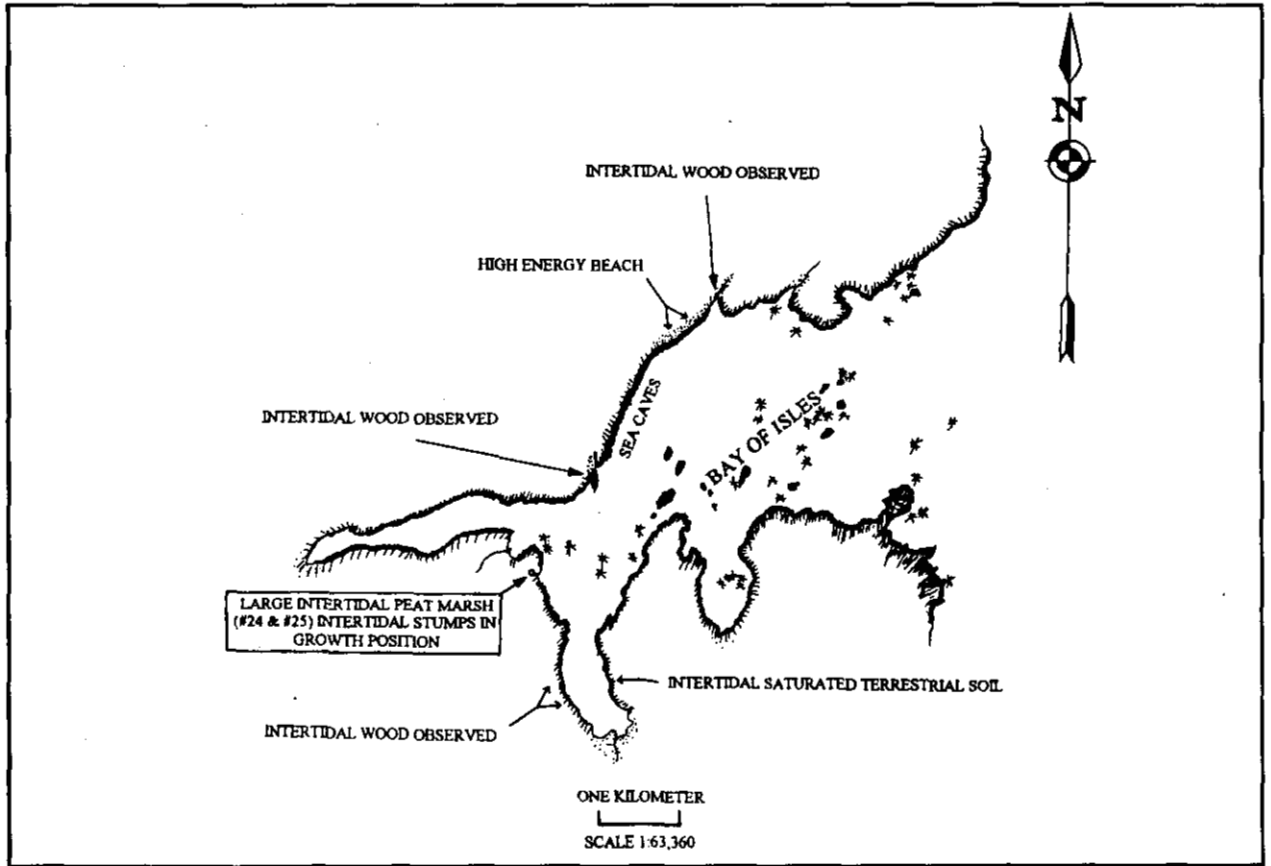 N
INTERTIDAL WOOD OBSERVED
HIGH ENERGY BEACH
SEA CAVES
BAY OF ISLES
INTERTIDAL WOOD OBSERVED
LARGE INTERTIDAL PEAT MARSH
(#24 & #25) INTERTIDAL STUMPS IN
GROWTH POSITION
INTERTIDAL SATURATED TERRESTRIAL SOIL
INTERTIDAL WOOD OBSERVED
ONE KILOMETER
SCALE 1:63,360